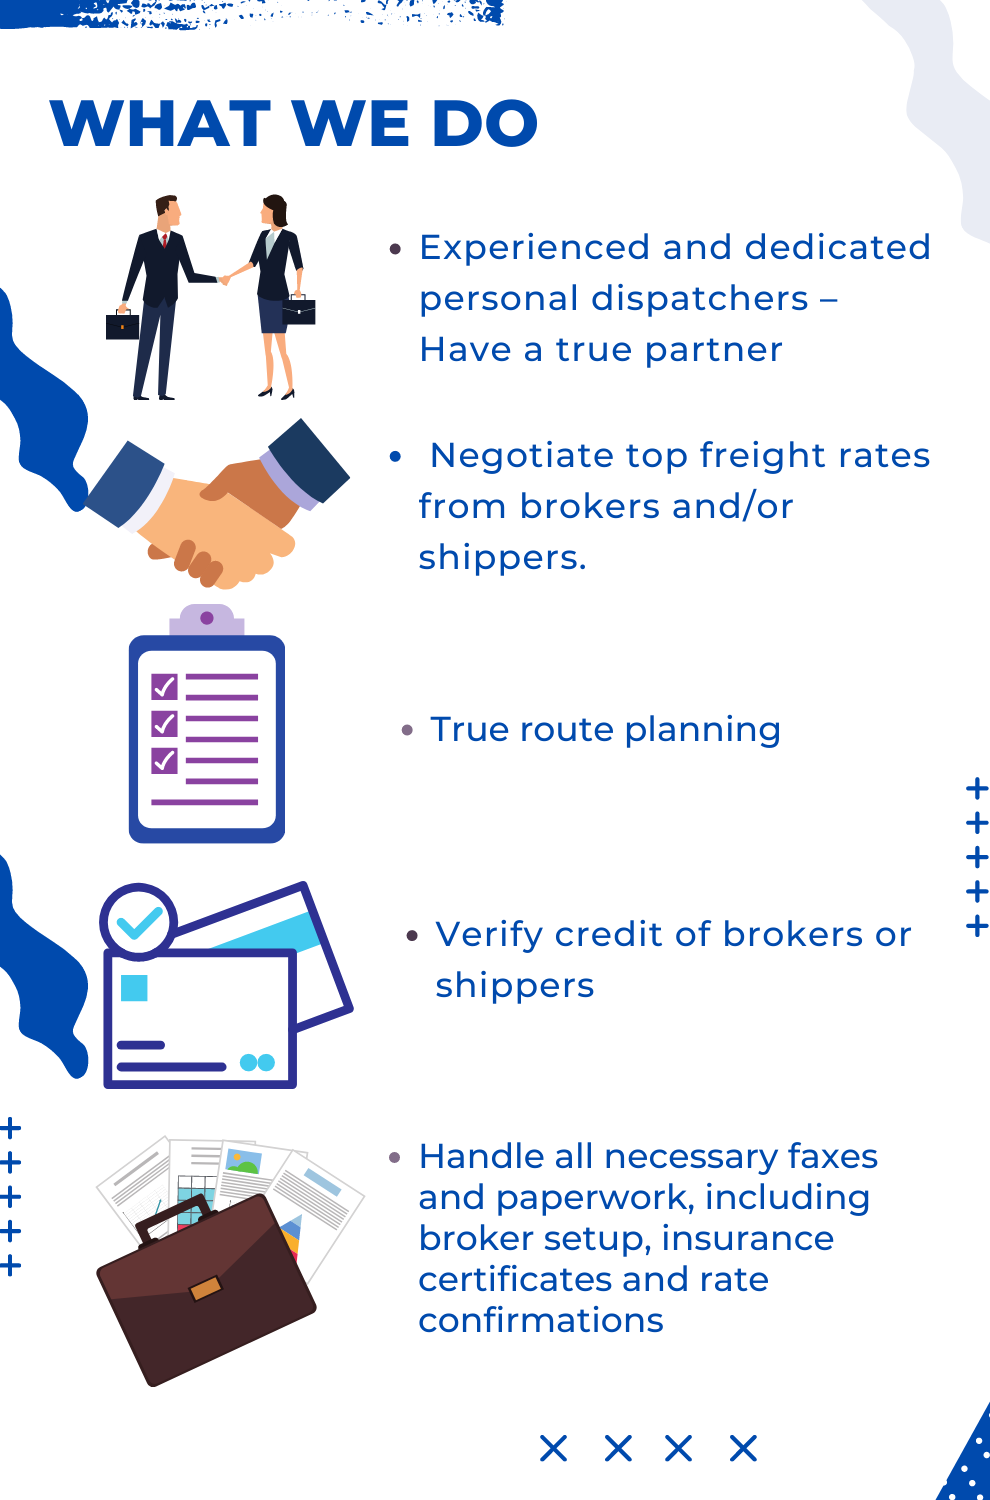 WHAT WE DO
• Experienced and dedicated
personal dispatchers –
Have a true partner
• Negotiate top freight rates
from brokers and/or
shippers.
• True route planning
• Verify credit of brokers or
shippers
• Handle all necessary faxes
and paperwork, including
broker setup, insurance
certificates and rate
confirmations